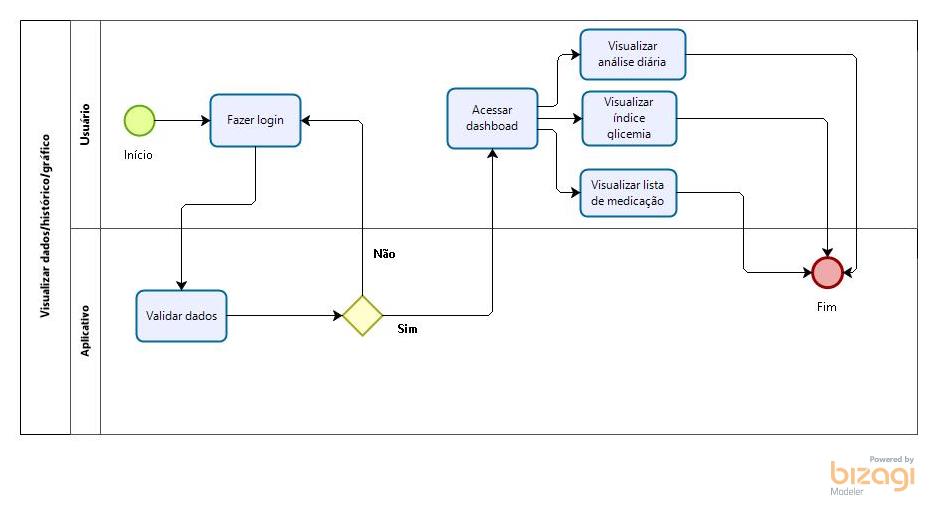 Visualizar dados/histórico/gráfico
Usuário
Início
Fazer login
Acessar
dashboad
Visualizar
análise diária
Visualizar
índice
glicemia
Visualizar lista
de medicação
Aplicativo
Validar dados
Não
Sim
Fim
Powered by
bizagi
Modeler